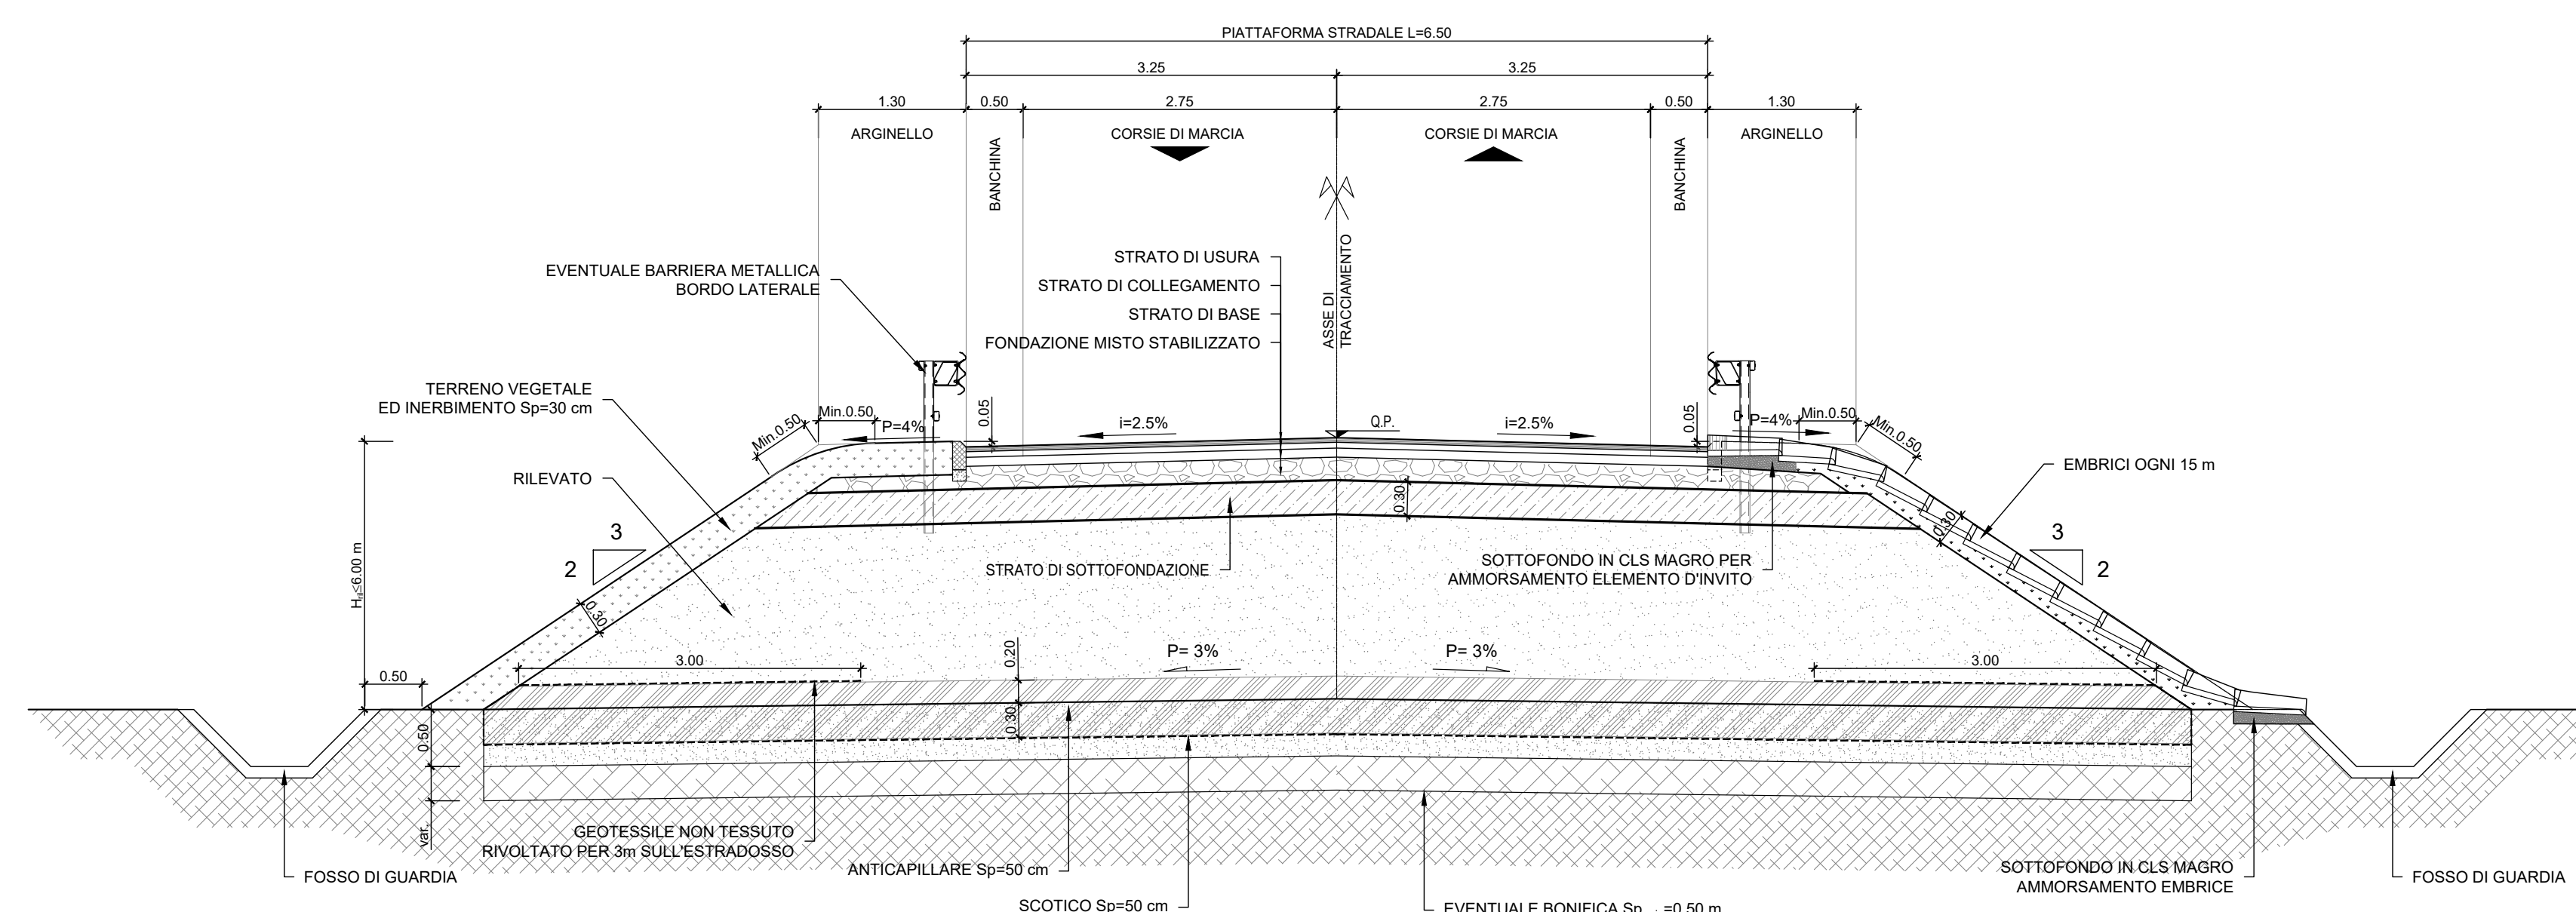 PIATTAFORMA STRADALE L=6.50
3.25
3.25
1.30
0.50
2.75
2.75
0.50
1.30
ARGINELLO
BANCHINA
CORSIE DI MARCIA
CORSIE DI MARCIA
BANCHINA
ARGINELLO
ASSE DI
TRACCIAMENTO
STRATO DI USURA
STRATO DI COLLEGAMENTO
STRATO DI BASE
FONDAZIONE MISTO STABILIZZATO
EVENTUALE BARRIERA METALLICA
BORDO LATERALE
TERRENO VEGETALE
ED INERBIMENTO Sp=30 cm
RILEVATO
Min.0.50
Min.0.50
P=4%
0.05
i=2.5%
Q.P.
i=2.5%
0.05
P=4%
Min.0.50
Min.0.50
EMBRICI OGNI 15 m
3
2
0.30
0.30
0.30
3
2
STRATO DI SOTTOFONDAZIONE
SOTTOFONDO IN CLS MAGRO PER
AMMORSAMENTO ELEMENTO D'INVITO
Hril≤6.00 m
0.50
3.00
0.20
P= 3%
P= 3%
3.00
0.50
0.30
var.
GEOTESSILE NON TESSUTO
RIVOLTATO PER 3m SULL'ESTRADOSSO
ANTICAPILLARE Sp=50 cm
FOSSO DI GUARDIA
SOTTOFONDO IN CLS MAGRO
AMMORSAMENTO EMBRICE
FOSSO DI GUARDIA
SCOTICO Sp=50 cm
EVENTUALE BONIFICA Sp =0.50 m